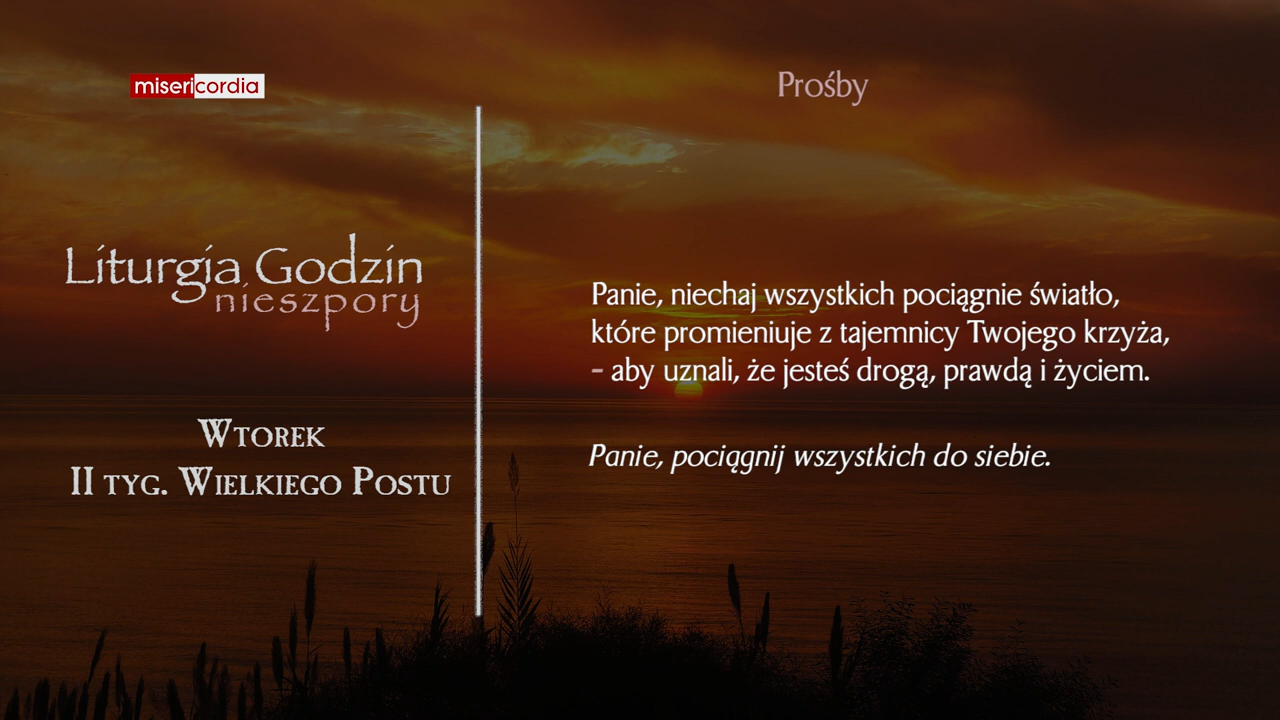 misericordia
Liturgia Godzin
nieszpory
Wtorek
II tyg. Wielkiego Postu
Prośby
Panie, niechaj wszystkich pociągnie światło,
które promieniuje z tajemnicy Twojego krzyża,
- aby uznali, że jesteś drogą, prawdą i życiem.
Panie, pociągnij wszystkich do siebie.